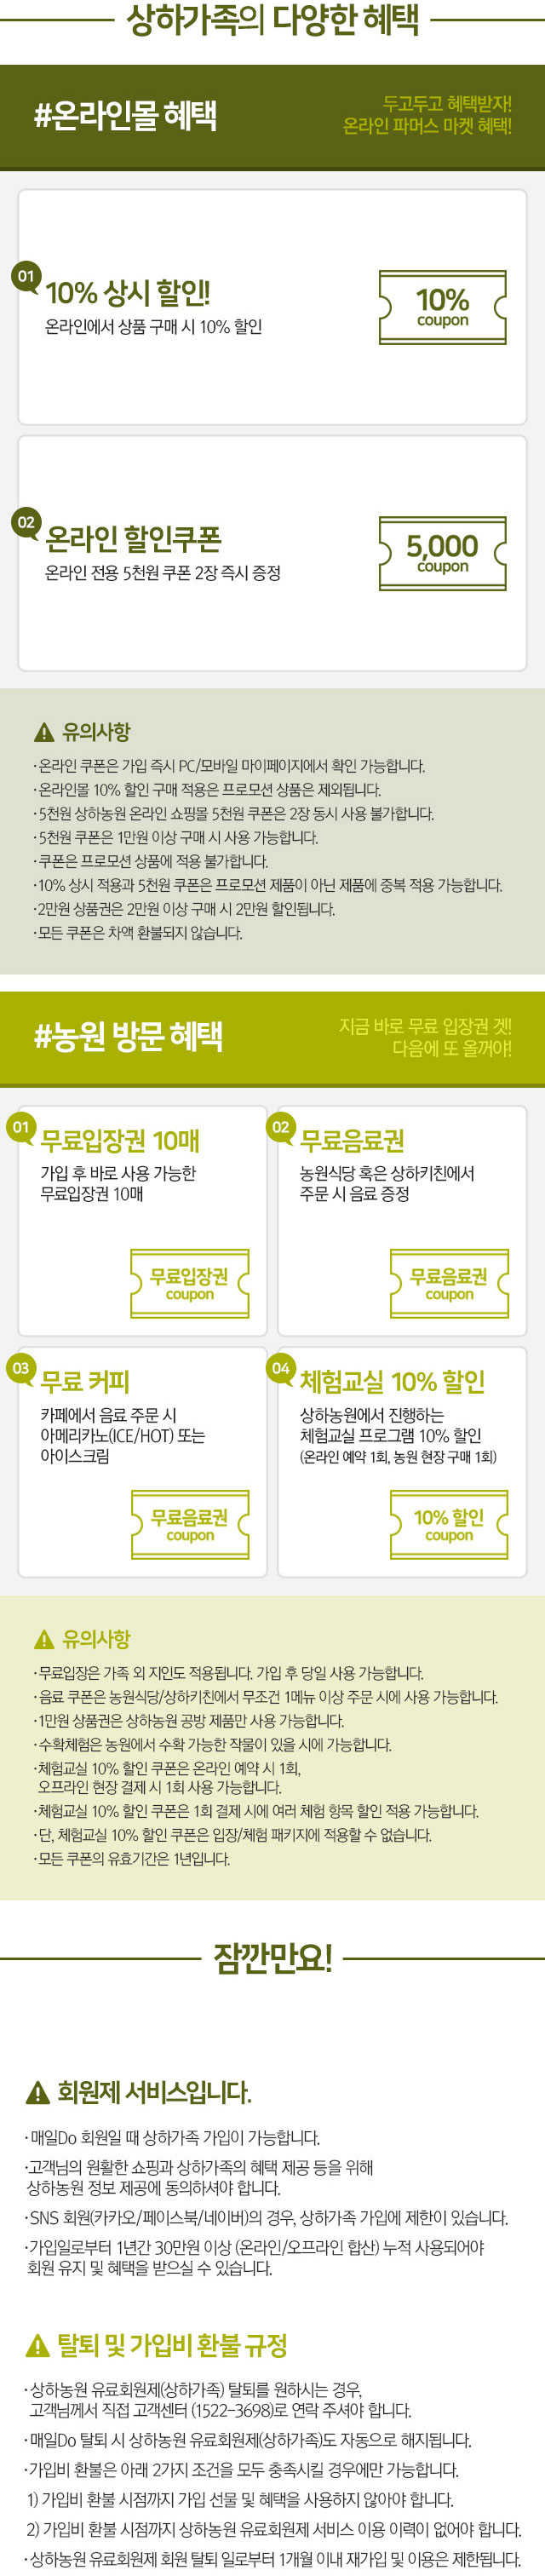 상하가족의 다양한 혜택
#온라인몰 혜택
두고두고 혜택받자!
온라인 파머스 마켓 혜택!
01
10% 상시 할인!
온라인에서 상품 구매 시 10% 할인
10%
coupon
02
온라인 할인쿠폰
온라인 전용 5천원 쿠폰 2장 즉시 증정
5,000
coupon
유의사항
·온라인 쿠폰은 가입 즉시 PC/모바일 마이페이지에서 확인 가능합니다.
·온라인몰 10% 할인 구매 적용은 프로모션 상품은 제외됩니다.
·5천원 상하농원 온라인 쇼핑몰 5천원 쿠폰은 2장 동시 사용 불가합니다.
·5천원 쿠폰은 1만원 이상 구매 시 사용 가능합니다.
·쿠폰은 프로모션 상품에 적용 불가합니다.
·10% 상시 적용과 5천원 쿠폰은 프로모션 제품이 아닌 제품에 중복 적용 가능합니다.
·2만원 상품권은 2만원 이상 구매 시 2만원 할인됩니다.
·모든 쿠폰은 차액 환불되지 않습니다.
#농원 방문 혜택
지금 바로 무료 입장권 겟!
다음에 또 올꺼야!
01
무료입장권 10매
가입 후 바로 사용 가능한
무료입장권 10매
무료입장권
coupon
02
무료음료권
농원식당 혹은 상하키친에서
주문 시 음료 증정
무료음료권
coupon
03
무료 커피
카페에서 음료 주문 시
아메리카노(ICE/HOT) 또는
아이스크림
무료음료권
coupon
04
체험교실 10% 할인
상하농원에서 진행하는
체험교실 프로그램 10% 할인
(온라인 예약 1회, 농원 현장 구매 1회)
10% 할인
coupon
유의사항
·무료입장은 가족 외 지인도 적용됩니다. 가입 후 당일 사용 가능합니다.
·음료 쿠폰은 농원식당/상하키친에서 무조건 1메뉴 이상 주문 시에 사용 가능합니다.
·1만원 상품권은 상하농원 공방 제품만 사용 가능합니다.
·수확체험은 농원에서 수확 가능한 작물이 있을 시에 가능합니다.
·체험교실 10% 할인 쿠폰은 온라인 예약 시 1회,
오프라인 현장 결제 시 1회 사용 가능합니다.
·체험교실 10% 할인 쿠폰은 1회 결제 시에 여러 체험 항목 할인 적용 가능합니다.
·단, 체험교실 10% 할인 쿠폰은 입장/체험 패키지에 적용할 수 없습니다.
·모든 쿠폰의 유효기간은 1년입니다.
잠깐만요!
회원제 서비스입니다.
·매일Do 회원일 때 상하가족 가입이 가능합니다.
·고객님의 원활한 쇼핑과 상하가족의 혜택 제공 등을 위해
상하농원 정보 제공에 동의하셔야 합니다.
·SNS 회원(카카오/페이스북/네이버)의 경우, 상하가족 가입에 제한이 있습니다.
·가입일로부터 1년간 30만원 이상 (온라인/오프라인 합산) 누적 사용되어야
회원 유지 및 혜택을 받으실 수 있습니다.
탈퇴 및 가입비 환불 규정
·상하농원 유료회원제(상하가족) 탈퇴를 원하시는 경우,
고객님께서 직접 고객센터 (1522-3698)로 연락 주셔야 합니다.
·매일Do 탈퇴 시 상하농원 유료회원제(상하가족)도 자동으로 해지됩니다.
·가입비 환불은 아래 2가지 조건을 모두 충족시킬 경우에만 가능합니다.
1) 가입비 환불 시점까지 가입 선물 및 혜택을 사용하지 않아야 합니다.
2) 가입비 환불 시점까지 상하농원 유료회원제 서비스 이용 이력이 없어야 합니다.
·상하농원 유료회원제 회원 탈퇴 일로부터 1개월 이내 재가입 및 이용은 제한됩니다.